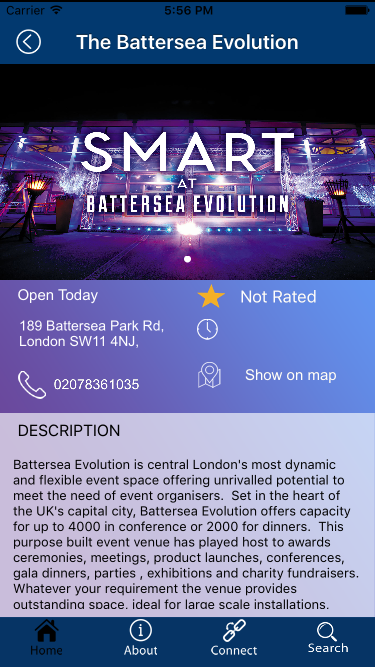 Carrier 5:56 PM
The Battersea Evolution
SMART
AT
BATTERSEA EVOLUTION
Open Today
Not Rated
189 Battersea Park Rd,
London SW11 4NJ,
02078361035
Show on map
DESCRIPTION
Battersea Evolution is central London's most dynamic
and flexible event space offering unrivalled potential to
meet the need of event organisers.  Set in the heart of
the UK's capital city, Battersea Evolution offers capacity
for up to 4000 in conference or 2000 for dinners.  This
purpose built event venue has played host to awards
ceremonies, meetings, product launches, conferences,
gala dinners, parties , exhibitions and charity fundraisers.
Whatever your requirement the venue provides
outstanding space, ideal for large scale installations,
Home About Connect Search